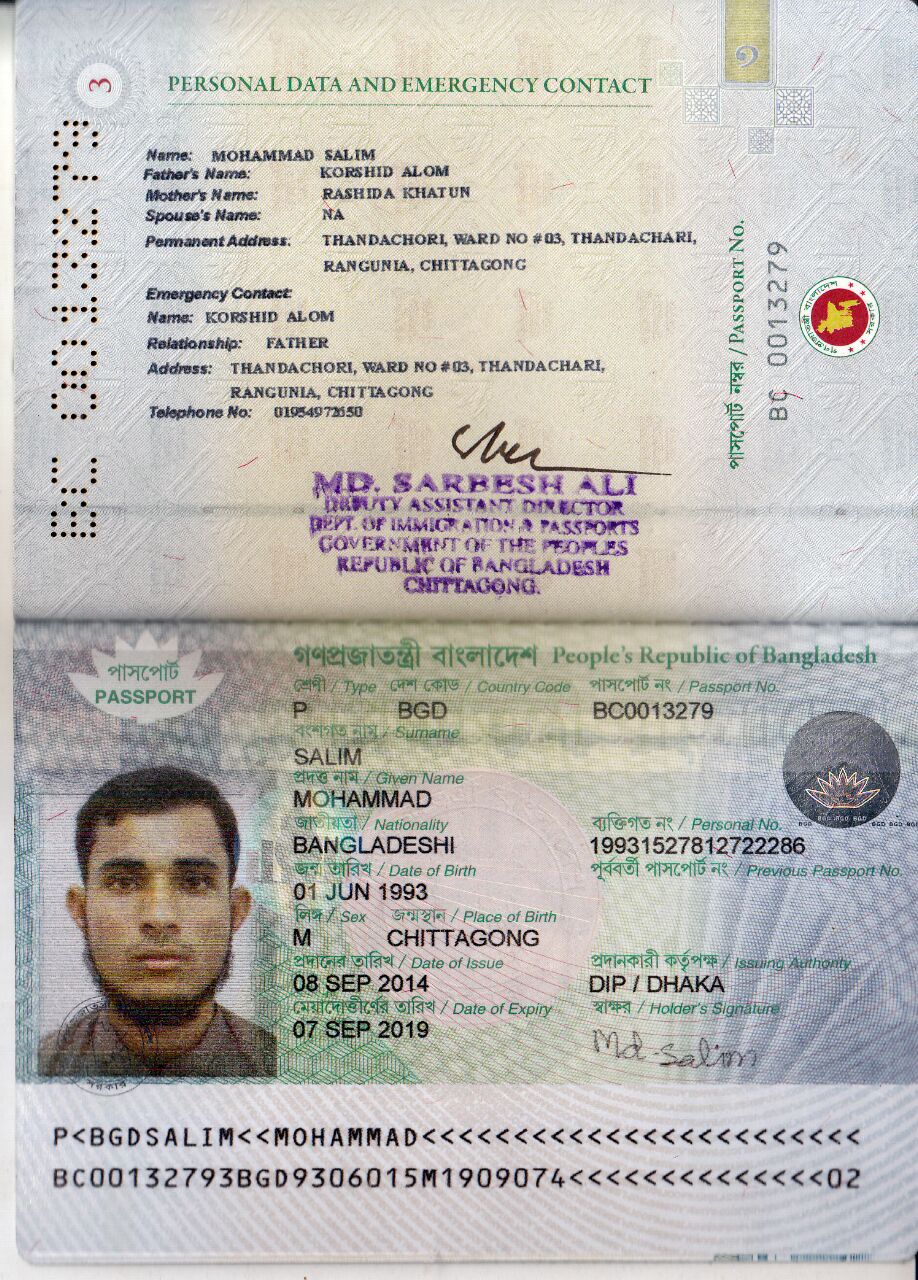 3
PERSONAL DATA AND EMERGENCY CONTACT
Name: MOHAMMAD SALIM
Father's Name: KORSHID ALOM
Mother's Name: RASHIDA KHATUN
Spouse's Name: NA
Permanent Address: THANDACHORI, WARD NO # 03, THANDACHARI,
RANGUNIA, CHITTAGONG
Emergency Contact:
Name: KORSHID ALOM
Relationship: FATHER
Address: THANDACHORI, WARD NO # 03, THANDACHARI,
RANGUNIA, CHITTAGONG
Telephone No: 01954972650
BC 0013279
পাসপোর্ট নম্বর / PASSPORT No. BC 0013279
MD. SARBESH ALI
DEPUTY ASSISTANT DIRECTOR
DEPT. OF IMMIGRATION & PASSPORTS
GOVERNMENT OF THE PEOPLES
REPUBLIC OF BANGLADESH
CHITTAGONG.
পাসপোর্ট
PASSPORT
গণপ্রজাতন্ত্রী বাংলাদেশ People's Republic of Bangladesh
শ্রেণী / Type দেশ কোড / Country Code পাসপোর্ট নং / Passport No.
P BGD BC0013279
বংশগত নাম / Surname
SALIM
প্রদত্ত নাম / Given Name
MOHAMMAD
জাতীয়তা / Nationality ব্যক্তিগত নং / Personal No.
BANGLADESHI 19931527812722286
জন্ম তারিখ / Date of Birth পূর্ববর্তী পাসপোর্ট নং / Previous Passport No.
01 JUN 1993
লিঙ্গ / Sex জন্মস্থান / Place of Birth
M CHITTAGONG
প্রদানের তারিখ / Date of Issue প্রদানকারী কর্তৃপক্ষ / Issuing Authority
08 SEP 2014 DIP / DHAKA
মেয়াদোত্তীর্ণের তারিখ / Date of Expiry স্বাক্ষর / Holder's Signature
07 SEP 2019
Md-Salim
P<BGDSALIM<<MOHAMMAD<<<<<<<<<<<<<<<<<<<<<<<<
BC00132793BGD9306015M1909074<<<<<<<<<<<<<<02